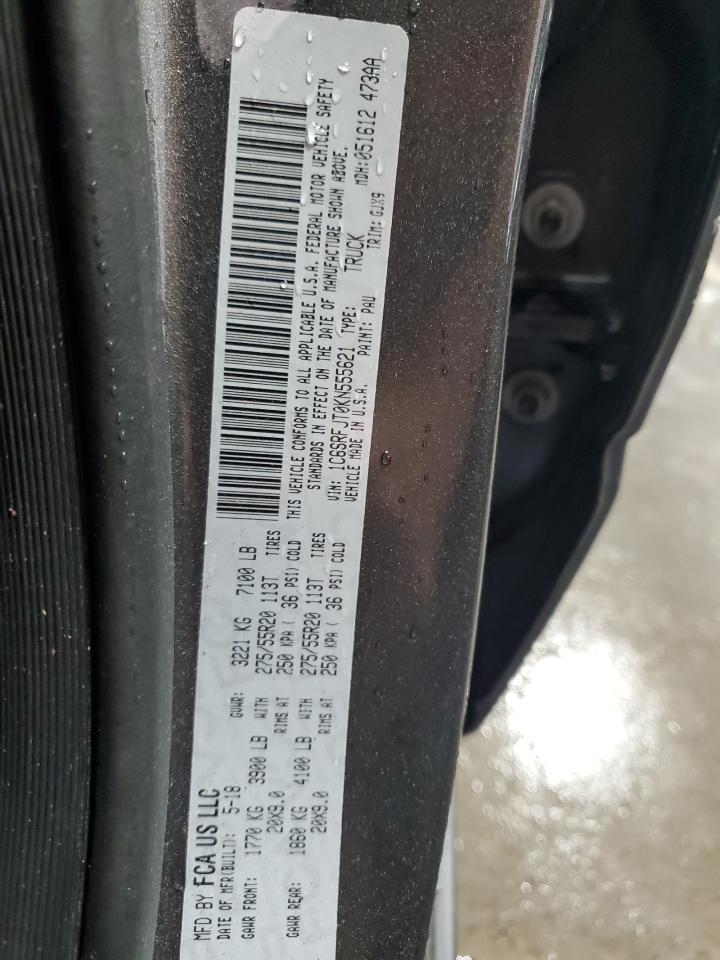 MFD BY FCA US LLC
DATE OF MFR(BUILT): 5-18 GVWR: 3221 KG 7100 LB
GAWR FRONT: 1770 KG 3900 LB WITH 275/55R20 113T TIRES
20X9.0 RIMS AT 250 KPA ( 36 PSI) COLD
GAWR REAR: 1860 KG 4100 LB WITH 275/55R20 113T TIRES
20X9.0 RIMS AT 250 KPA ( 36 PSI) COLD
THIS VEHICLE CONFORMS TO ALL APPLICABLE U.S.A. FEDERAL MOTOR VEHICLE SAFETY
STANDARDS IN EFFECT ON THE DATE OF MANUFACTURE SHOWN ABOVE.
VIN: 1C6SRFJT0KN555621 TYPE: TRUCK MDH:051612 473AA
VEHICLE MADE IN U.S.A. PAINT: PAU TRIM: GJX9